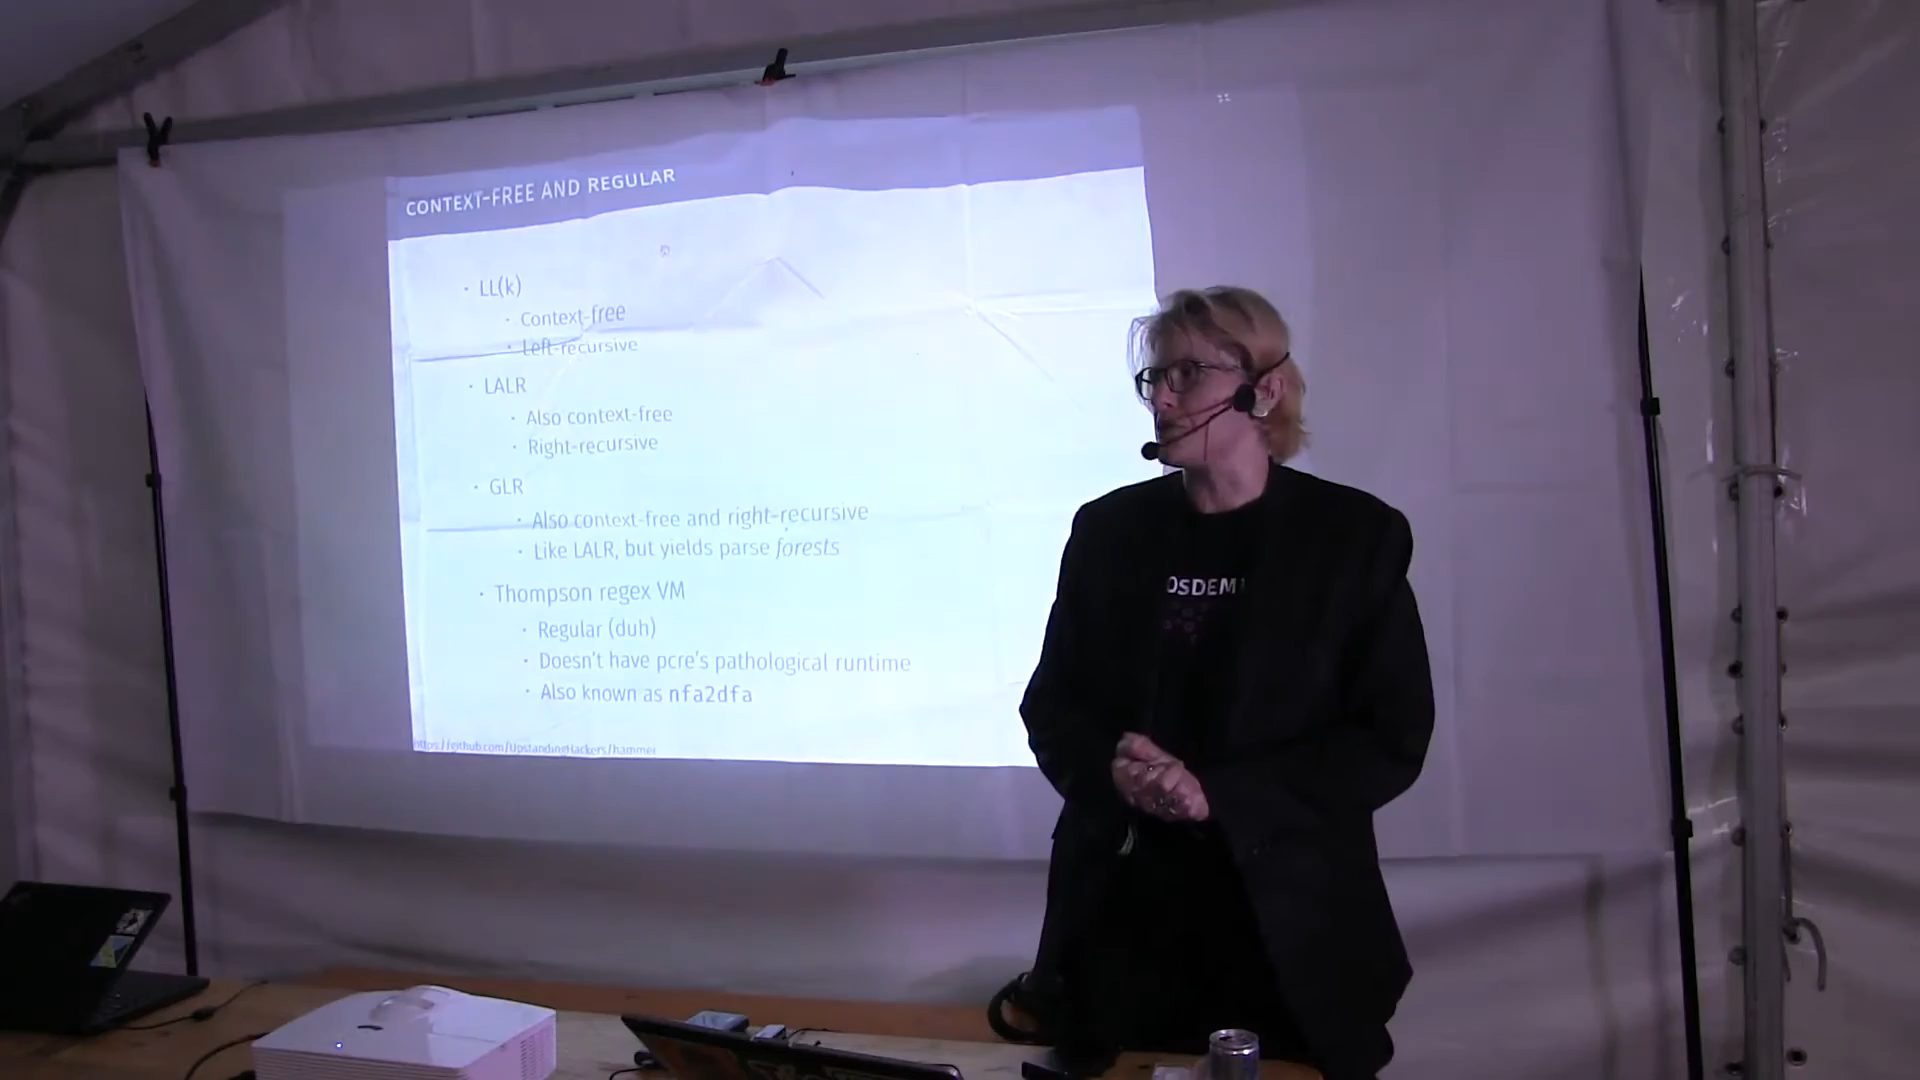 CONTEXT-FREE AND REGULAR
· LL(k)
· Context-free
· Left-recursive
· LALR
· Also context-free
· Right-recursive
· GLR
· Also context-free and right-recursive
· Like LALR, but yields parse forests
· Thompson regex VM
· Regular (duh)
· Doesn't have pcre's pathological runtime
· Also known as nfa2dfa
https://github.com/UpstandingHackers/hammer
OSDEM